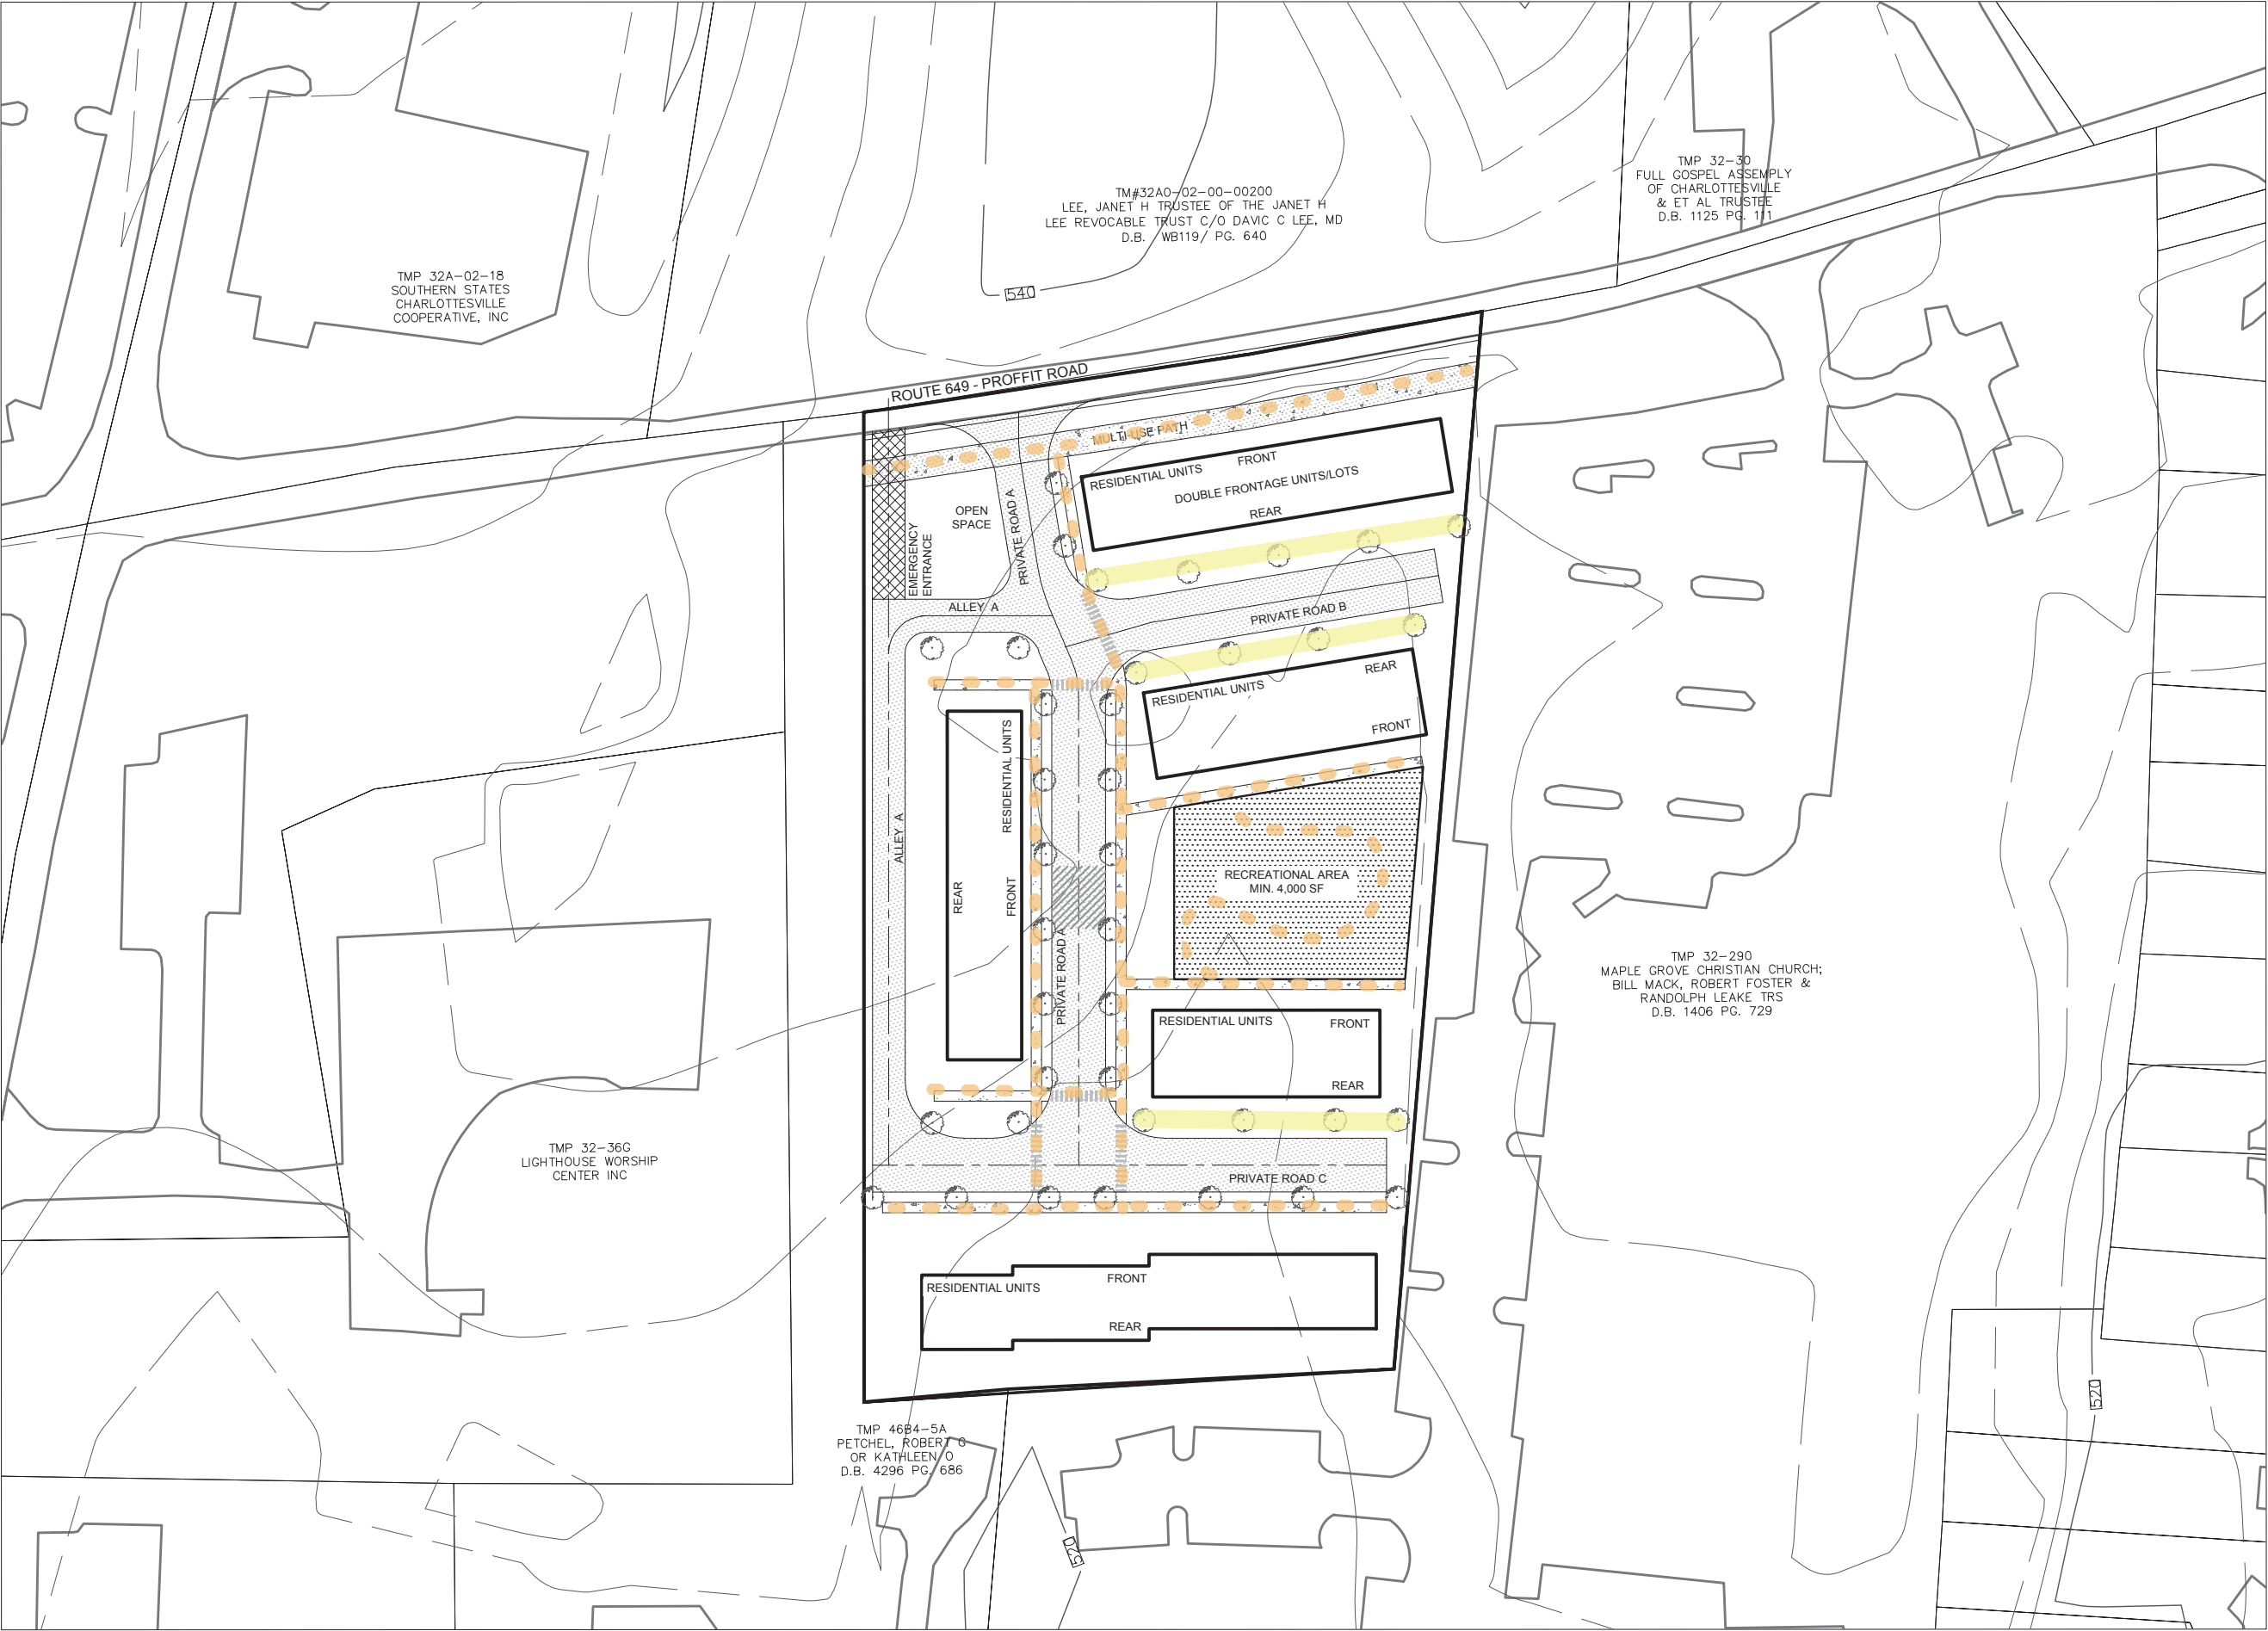 TMP 32-30
FULL GOSPEL ASSEMPLY
OF CHARLOTTESVILLE
& ET AL TRUSTEE
D.B. 1125 PG. 111
TM#32A0-02-00-00200
LEE, JANET H TRUSTEE OF THE JANET H
LEE REVOCABLE TRUST C/O DAVIC C LEE, MD
D.B. WB119/ PG. 640
TMP 32A-02-18
SOUTHERN STATES
CHARLOTTESVILLE
COOPERATIVE, INC
540
ROUTE 649 - PROFFIT ROAD
MULTI-USE PATH
RESIDENTIAL UNITS
FRONT
DOUBLE FRONTAGE UNITS/LOTS
REAR
OPEN
SPACE
PRIVATE ROAD A
EMERGENCY
ENTRANCE
ALLEY A
PRIVATE ROAD B
RESIDENTIAL UNITS
REAR
FRONT
RESIDENTIAL UNITS
REAR
FRONT
ALLEY A
PRIVATE ROAD A
RECREATIONAL AREA
MIN. 4,000 SF
TMP 32-290
MAPLE GROVE CHRISTIAN CHURCH;
BILL MACK, ROBERT FOSTER &
RANDOLPH LEAKE TRS
D.B. 1406 PG. 729
RESIDENTIAL UNITS
FRONT
REAR
TMP 32-36G
LIGHTHOUSE WORSHIP
CENTER INC
PRIVATE ROAD C
RESIDENTIAL UNITS
FRONT
REAR
TMP 46B4-5A
PETCHEL, ROBERT G
OR KATHLEEN O
D.B. 4296 PG. 686
520
520